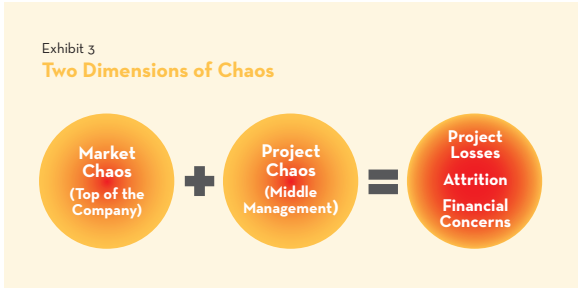 Exhibit 3
Two Dimensions of Chaos
Market
Chaos
(Top of the
Company)
+
Project
Chaos
(Middle
Management)
=
Project
Losses
Attrition
Financial
Concerns